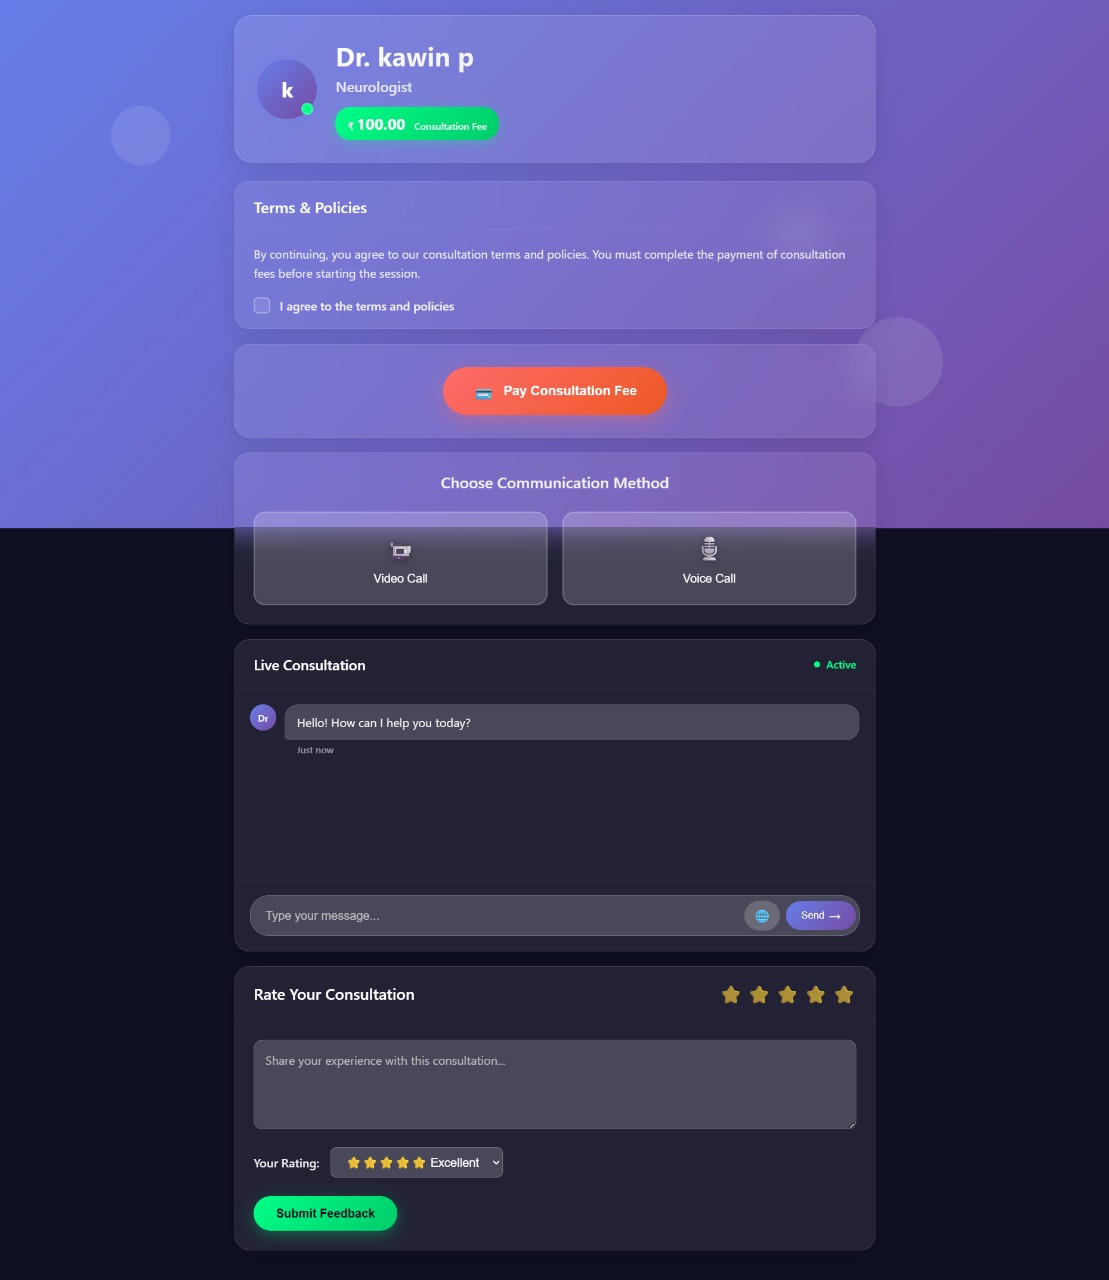 k
Dr. kawin p
Neurologist
₹ 100.00 Consultation Fee
Terms & Policies
By continuing, you agree to our consultation terms and policies. You must complete the payment of consultation
fees before starting the session.
I agree to the terms and policies
Pay Consultation Fee
Choose Communication Method
Video Call
Voice Call
Live Consultation
Active
Dr
Hello! How can I help you today?
Just now
Type your message...
Send →
Rate Your Consultation
Share your experience with this consultation...
Your Rating:
Excellent
Submit Feedback